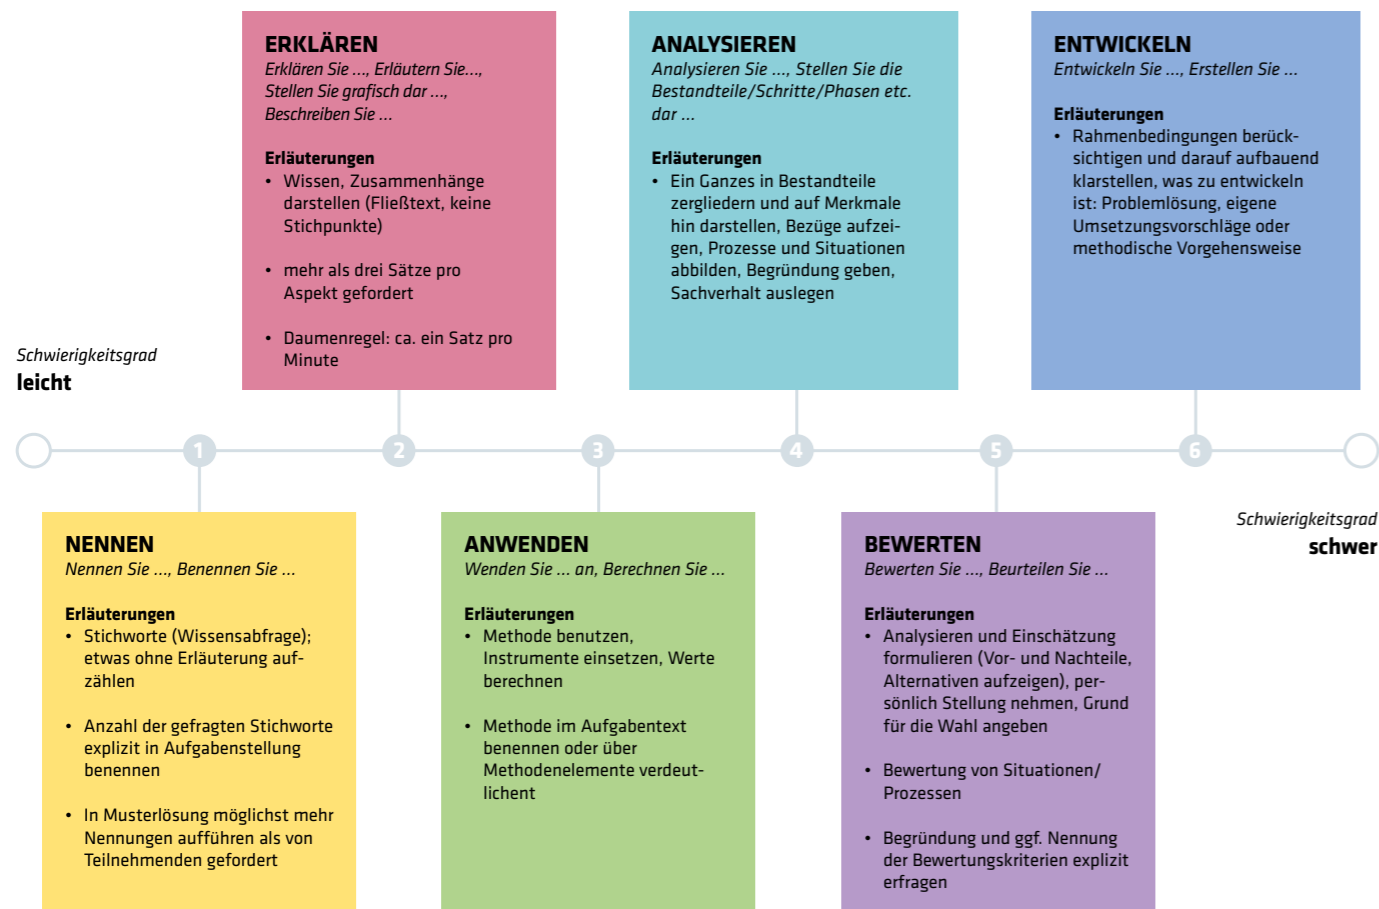 ERKLÄREN
Erklären Sie ..., Erläutern Sie...,
Stellen Sie grafisch dar ...,
Beschreiben Sie ...
Erläuterungen
• Wissen, Zusammenhänge
darstellen (Fließtext, keine
Stichpunkte)
• mehr als drei Sätze pro
Aspekt gefordert
• Daumenregel: ca. ein Satz pro
Minute
ANALYSIEREN
Analysieren Sie ..., Stellen Sie die
Bestandteile/Schritte/Phasen etc.
dar ...
Erläuterungen
• Ein Ganzes in Bestandteile
zergliedern und auf Merkmale
hin darstellen, Bezüge aufzei-
gen, Prozesse und Situationen
abbilden, Begründung geben,
Sachverhalt auslegen
ENTWICKELN
Entwickeln Sie ..., Erstellen Sie ...
Erläuterungen
• Rahmenbedingungen berück-
sichtigen und darauf aufbauend
klarstellen, was zu entwickeln
ist: Problemlösung, eigene
Umsetzungsvorschläge oder
methodische Vorgehensweise
Schwierigkeitsgrad
leicht
1
2
3
4
5
6
Schwierigkeitsgrad
schwer
NENNEN
Nennen Sie ..., Benennen Sie ...
Erläuterungen
• Stichworte (Wissensabfrage);
etwas ohne Erläuterung auf-
zählen
• Anzahl der gefragten Stichworte
explizit in Aufgabenstellung
benennen
• In Musterlösung möglichst mehr
Nennungen aufführen als von
Teilnehmenden gefordert
ANWENDEN
Wenden Sie ... an, Berechnen Sie ...
Erläuterungen
• Methode benutzen,
Instrumente einsetzen, Werte
berechnen
• Methode im Aufgabentext
benennen oder über
Methodenelemente verdeut-
lichent
BEWERTEN
Bewerten Sie ..., Beurteilen Sie ...
Erläuterungen
• Analysieren und Einschätzung
formulieren (Vor- und Nachteile,
Alternativen aufzeigen), per-
sönlich Stellung nehmen, Grund
für die Wahl angeben
• Bewertung von Situationen/
Prozessen
• Begründung und ggf. Nennung
der Bewertungskriterien explizit
erfragen